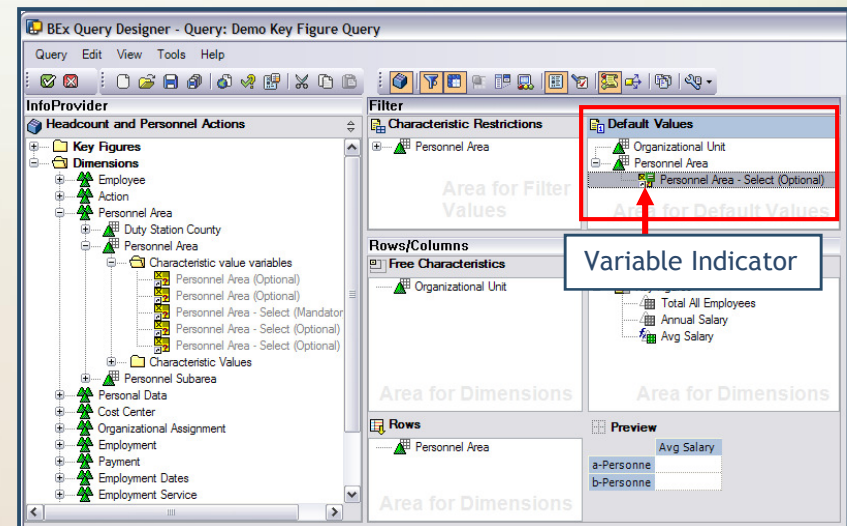 BEx Query Designer - Query: Demo Key Figure Query
Query Edit View Tools Help
InfoProvider
Headcount and Personnel Actions
Key Figures
Dimensions
Employee
Action
Personnel Area
Duty Station County
Personnel Area
Characteristic value variables
Personnel Area (Optional)
Personnel Area (Optional)
Personnel Area - Select (Mandator
Personnel Area - Select (Optional)
Personnel Area - Select (Optional)
Characteristic Values
Personnel Subarea
Personal Data
Cost Center
Organizational Assignment
Employment
Payment
Employment Dates
Employment Service
Filter
Characteristic Restrictions
Personnel Area
Area for Filter
Values
Default Values
Organizational Unit
Personnel Area
Personnel Area - Select (Optional)
Area for Default Values
Variable Indicator
Rows/Columns
Free Characteristics
Organizational Unit
Area for Dimensions
Total All Employees
Annual Salary
Avg Salary
Area for Dimensions
Rows
Personnel Area
Area for Dimensions
Preview
Avg Salary
a-Personne
b-Personne